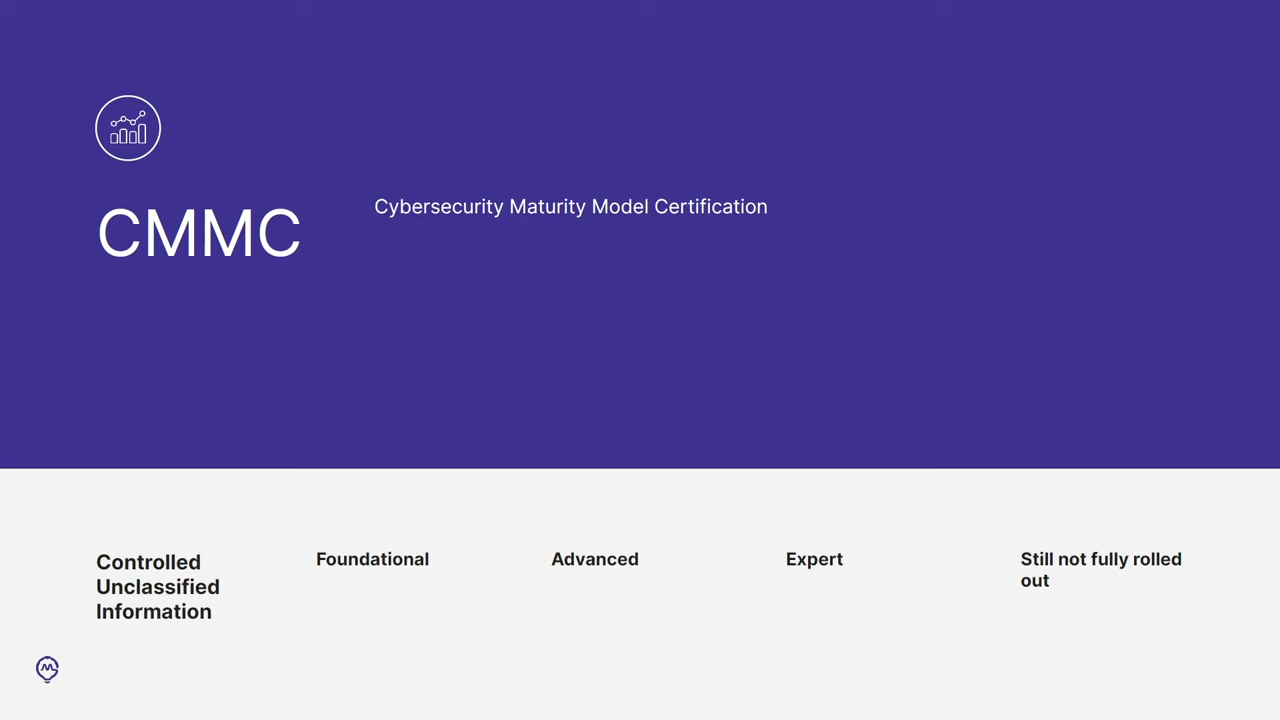 CMMC
Cybersecurity Maturity Model Certification
Controlled
Unclassified
Information
Foundational
Advanced
Expert
Still not fully rolled
out